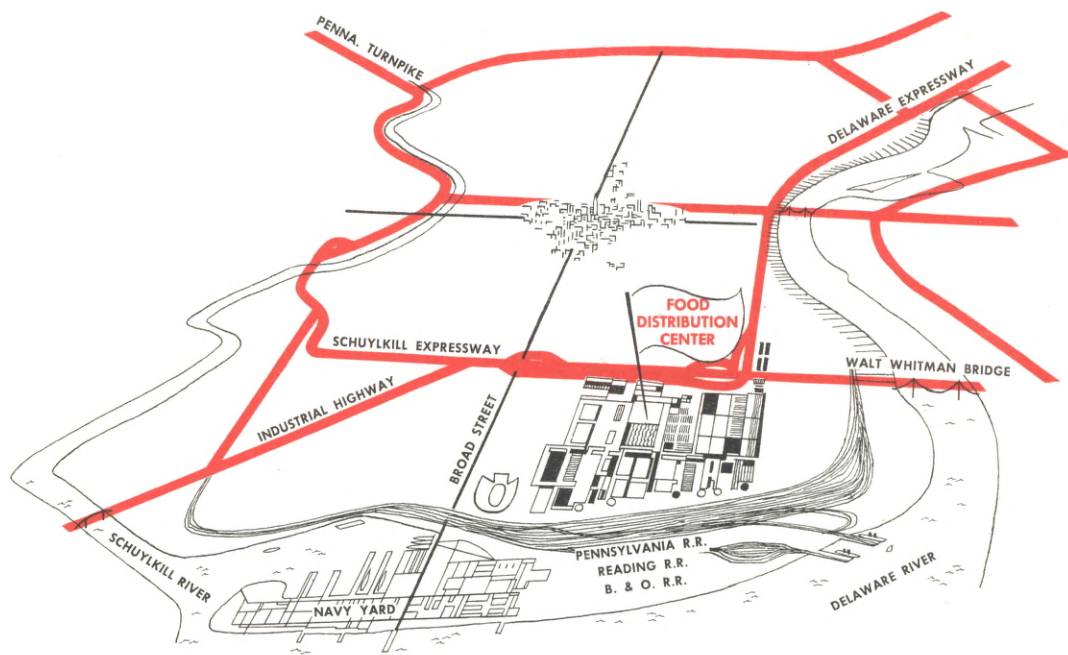 PENNA. TURNPIKE
DELAWARE EXPRESSWAY
FOOD
DISTRIBUTION
CENTER
SCHUYLKILL EXPRESSWAY
WALT WHITMAN BRIDGE
INDUSTRIAL HIGHWAY
BROAD STREET
SCHUYLKILL RIVER
PENNSYLVANIA R.R.
READING R.R.
B. & O. R.R.
DELAWARE RIVER
NAVY YARD